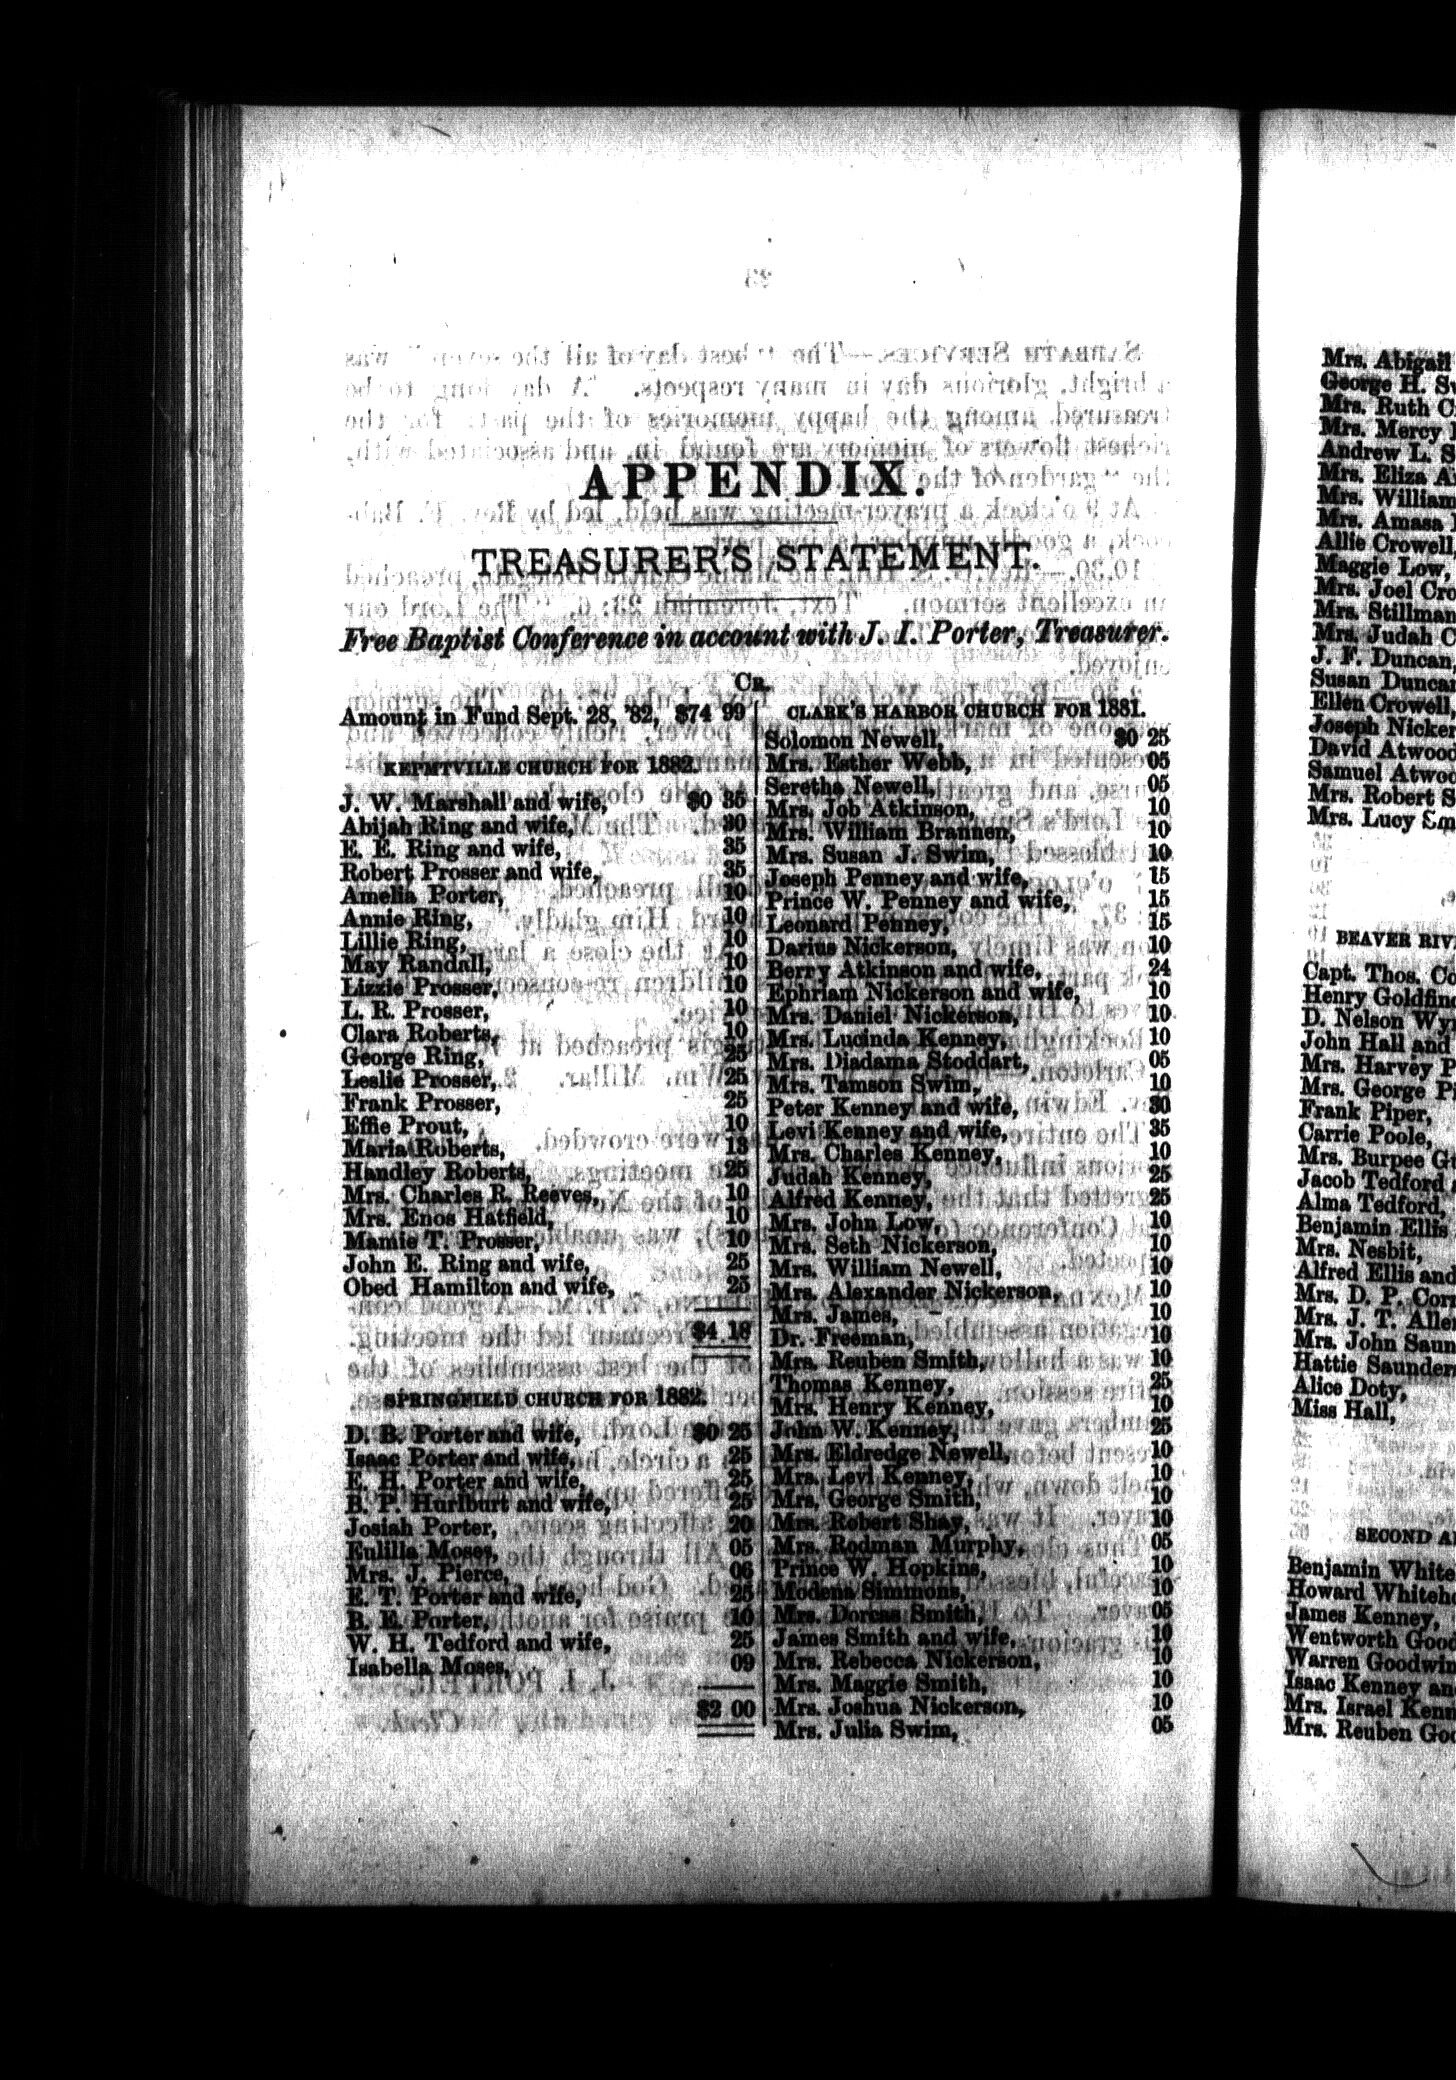 APPENDIX.
TREASURER'S STATEMENT.
Free Baptist Conference in account with J. I. Porter, Treasurer.
CR.
Amount in Fund Sept. 28, '82, $74 99
KEPMTVILLE CHURCH FOR 1882.
J. W. Marshall and wife, $0 35
Abijah Ring and wife, 30
E. E. Ring and wife, 35
Robert Prosser and wife, 35
Amelia Porter, 10
Annie Ring, 10
Lillie Ring, 10
May Randall, 10
Lizzie Prosser, 10
L. R. Prosser, 10
Clara Roberts, 10
George Ring, 25
Leslie Prosser, 25
Frank Prosser, 25
Effie Prout, 10
Maria Roberts, 13
Handley Roberts, 25
Mrs. Charles R. Reeves, 10
Mrs. Enos Hatfield, 10
Mamie T. Prosser, 10
John E. Ring and wife, 25
Obed Hamilton and wife, 25
$4 18
SPRINGFIELD CHURCH FOR 1882.
D. B. Porter and wife, $0 25
Isaac Porter and wife, 25
E. H. Porter and wife, 25
B. P. Hurlburt and wife, 25
Josiah Porter, 20
Eulilla Moses, 05
Mrs. J. Pierce, 06
E. T. Porter and wife, 25
B. E. Porter, 10
W. H. Tedford and wife, 25
Isabella Moses, 09
$2 00
CLARK'S HARBOR CHURCH FOR 1881.
Solomon Newell, $0 25
Mrs. Esther Webb, 05
Seretha Newell, 05
Mrs. Job Atkinson, 10
Mrs. William Brannen, 10
Mrs. Susan J. Swim, 10
Joseph Penney and wife, 15
Prince W. Penney and wife, 15
Leonard Penney, 15
Darius Nickerson, 10
Berry Atkinson and wife, 24
Ephriam Nickerson and wife, 10
Mrs. Daniel Nickerson, 10
Mrs. Lucinda Kenney, 10
Mrs. Diadama Stoddart, 05
Mrs. Tamson Swim, 10
Peter Kenney and wife, 30
Levi Kenney and wife, 35
Mrs. Charles Kenney, 10
Judah Kenney, 25
Alfred Kenney, 25
Mrs. John Low, 10
Mrs. Seth Nickerson, 10
Mrs. William Newell, 10
Mrs. Alexander Nickerson, 10
Mrs. James, 10
Dr. Freeman, 10
Mrs. Reuben Smith, 10
Thomas Kenney, 25
Mrs. Henry Kenney, 10
John W. Kenney, 25
Mrs. Eldredge Newell, 10
Mrs. Levi Kenney, 10
Mrs. George Smith, 10
Mrs. Robert Shay, 10
Mrs. Rodman Murphy, 05
Prince W. Hopkins, 10
Modena Simmons, 10
Mrs. Dorcas Smith, 05
James Smith and wife, 10
Mrs. Rebecca Nickerson, 10
Mrs. Maggie Smith, 10
Mrs. Joshua Nickerson, 10
Mrs. Julia Swim, 05
Mrs. Abigail
George H.
Mrs. Ruth
Mrs. Mercy
Andrew L.
Mrs. Eliza
Mrs. William
Mrs. Amasa
Allie Crowell
Maggie Low,
Mrs. Joel
Mrs. Stillman
Mrs. Judah
J. F. Duncan,
Susan Duncan
Ellen Crowell,
Joseph
David Atwood
Samuel
Mrs. Robert
Mrs. Lucy
BEAVER
Capt. Thos.
Henry
D. Nelson
John Hall and
Mrs. Harvey
Mrs. George
Frank Piper,
Carrie Poole,
Mrs. Burpee
Jacob Tedford
Alma Tedford,
Benjamin Ellis
Mrs. Nesbit,
Alfred Ellis and
Mrs. D. P.
Mrs. J. T.
Mrs. John
Hattie
Alice Doty,
Miss Hall,
SECOND
Benjamin
Howard
James Kenney,
Wentworth
Warren Goodwin
Isaac Kenney
Mrs. Israel
Mrs. Reuben